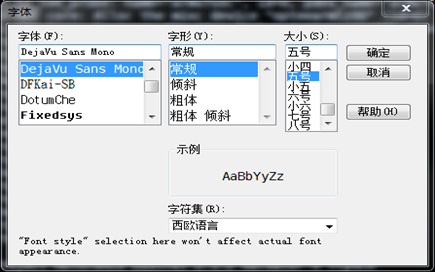 字体
字体(F):
DejaVu Sans Mono
DejaVu Sans Mono
DFKai-SB
DotumChe
Fixedsys
字形(Y):
常规
常规
倾斜
粗体
粗体 倾斜
大小(S):
五号
小四
五号
小五
六号
小六
七号
八号
确定
取消
帮助(H)
示例
AaBbYyZz
字符集(R):
西欧语言
"Font style" selection here won't affect actual font
appearance.